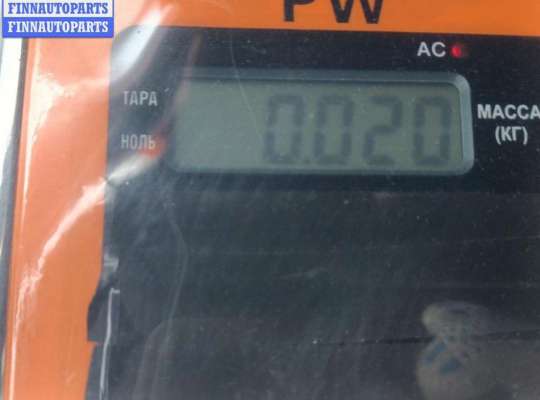 FINNAUTOPARTS
FINNAUTOPARTS
PW
AC
ТАРА
НОЛЬ
0.020
МАССА
(КГ)